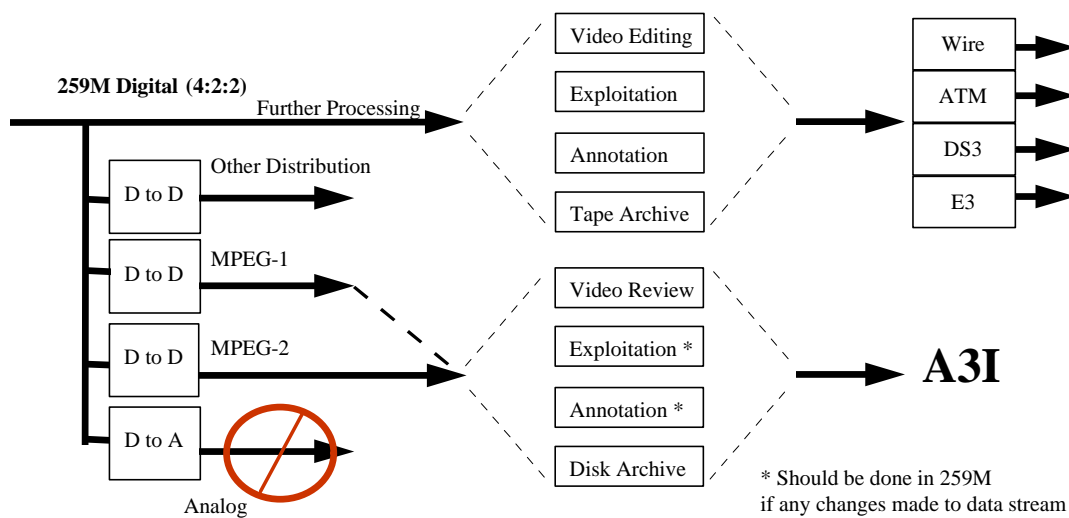 259M Digital (4:2:2)
Further Processing
Other Distribution
D to D
MPEG-1
D to D
MPEG-2
D to D
D to A
Analog
Video Editing
Exploitation
Annotation
Tape Archive
Video Review
Exploitation *
Annotation *
Disk Archive
Wire
ATM
DS3
E3
A3I
* Should be done in 259M
if any changes made to data stream